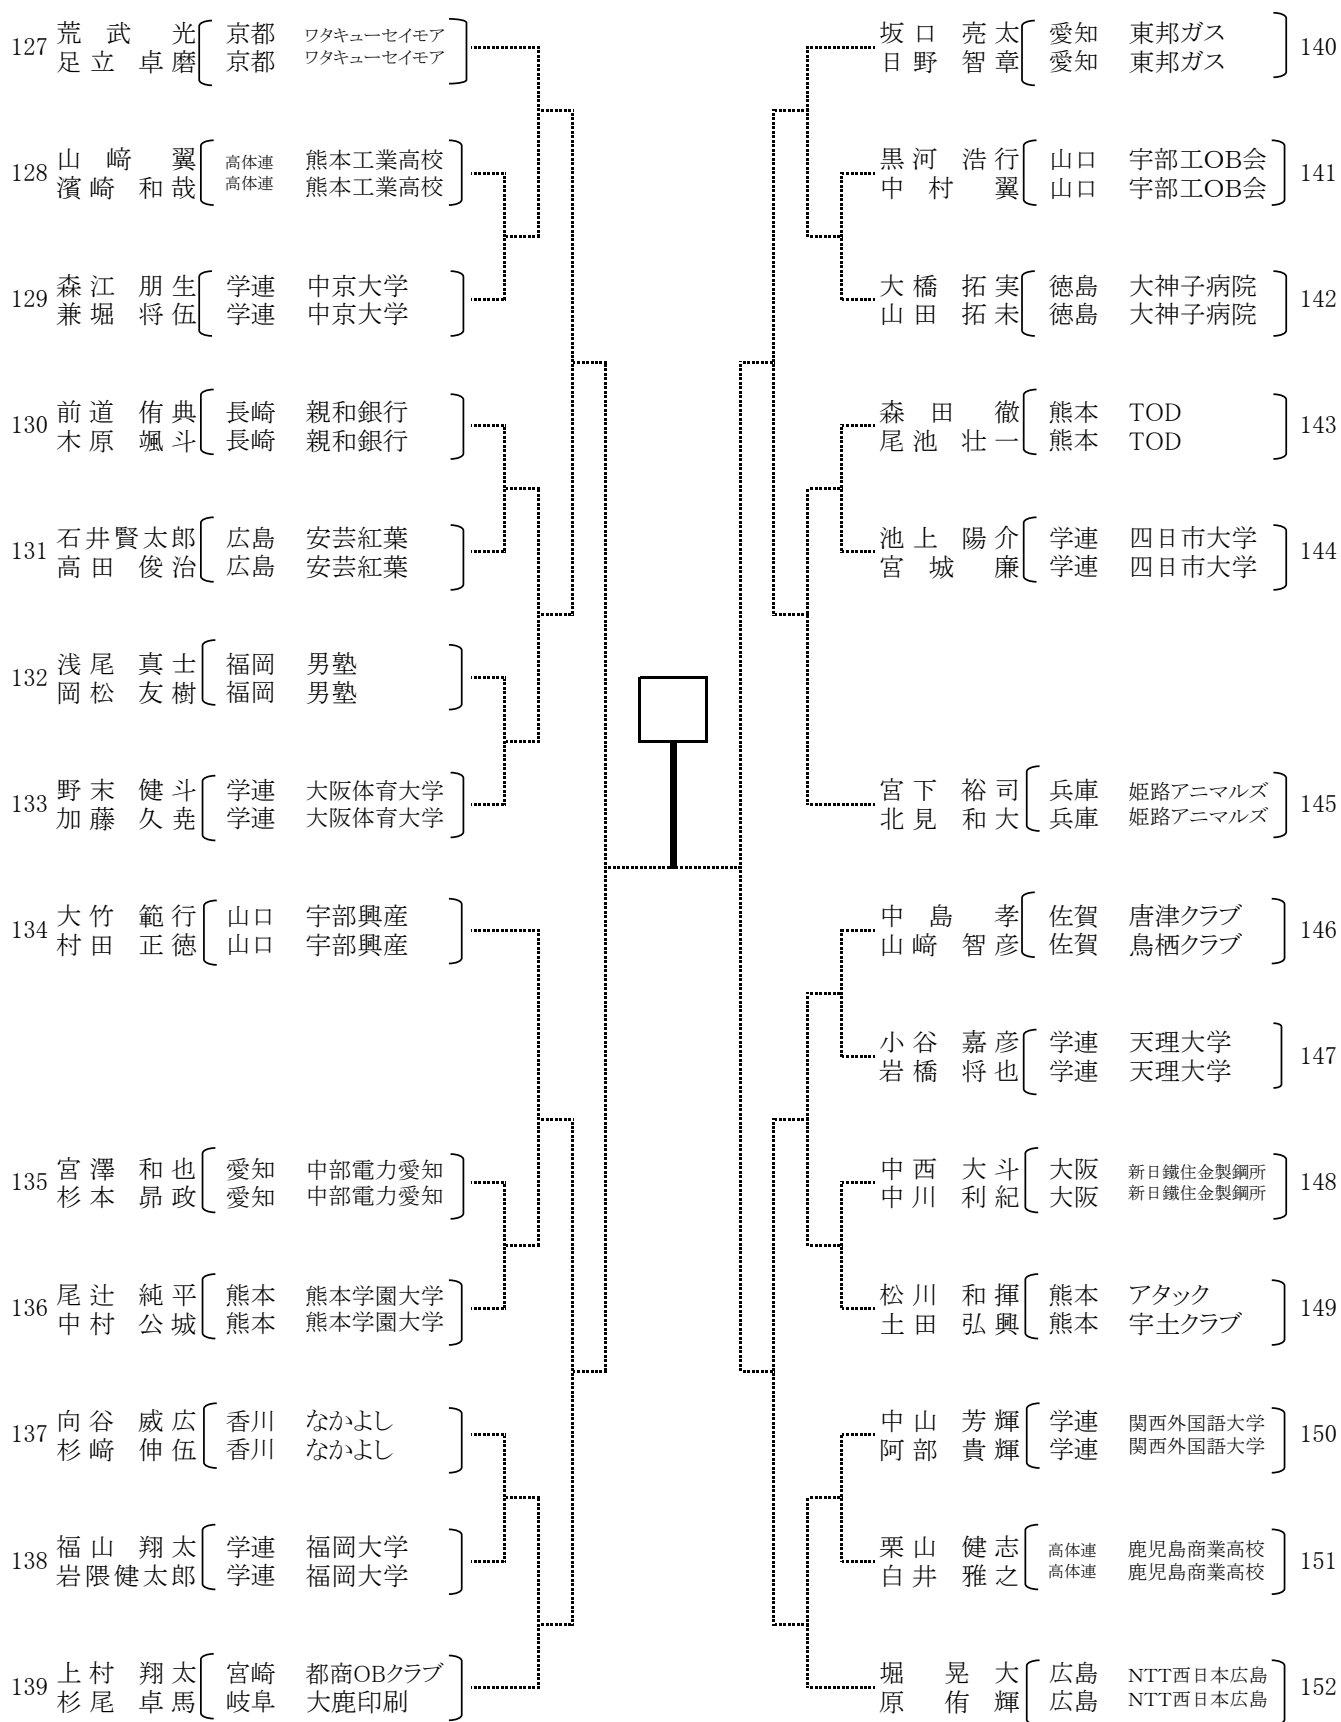 127 荒武 光 京都 ワタキューセイモア
足立 卓磨 京都 ワタキューセイモア
128 山﨑 翼 高体連 熊本工業高校
濱崎 和哉 高体連 熊本工業高校
129 森江 朋生 学連 中京大学
兼堀 将伍 学連 中京大学
130 前道 侑典 長崎 親和銀行
木原 颯斗 長崎 親和銀行
131 石井賢太郎 広島 安芸紅葉
高田 俊治 広島 安芸紅葉
132 浅尾 真士 福岡 男塾
岡松 友樹 福岡 男塾
133 野末 健斗 学連 大阪体育大学
加藤 久尭 学連 大阪体育大学
134 大竹 範行 山口 宇部興産
村田 正徳 山口 宇部興産
135 宮澤 和也 愛知 中部電力愛知
杉本 昴政 愛知 中部電力愛知
136 尾辻 純平 熊本 熊本学園大学
中村 公城 熊本 熊本学園大学
137 向谷 威広 香川 なかよし
杉﨑 伸伍 香川 なかよし
138 福山 翔太 学連 福岡大学
岩隈健太郎 学連 福岡大学
139 上村 翔太 宮崎 都商OBクラブ
杉尾 卓馬 岐阜 大鹿印刷
坂口 亮太 愛知 東邦ガス 140
日野 智章 愛知 東邦ガス
黒河 浩行 山口 宇部工OB会 141
中村 翼 山口 宇部工OB会
大橋 拓実 徳島 大神子病院 142
山田 拓未 徳島 大神子病院
森田 徹 熊本 TOD 143
尾池 壮一 熊本 TOD
池上 陽介 学連 四日市大学 144
宮城 廉 学連 四日市大学
宮下 裕司 兵庫 姫路アニマルズ 145
北見 和大 兵庫 姫路アニマルズ
中島 孝 佐賀 唐津クラブ 146
山﨑 智彦 佐賀 鳥栖クラブ
小谷 嘉彦 学連 天理大学 147
岩橋 将也 学連 天理大学
中西 大斗 大阪 新日鐵住金製鋼所 148
中川 利紀 大阪 新日鐵住金製鋼所
松川 和揮 熊本 アタック 149
土田 弘興 熊本 宇土クラブ
中山 芳輝 学連 関西外国語大学 150
阿部 貴輝 学連 関西外国語大学
栗山 健志 高体連 鹿児島商業高校 151
白井 雅之 高体連 鹿児島商業高校
堀 晃大 広島 NTT西日本広島 152
原 侑輝 広島 NTT西日本広島